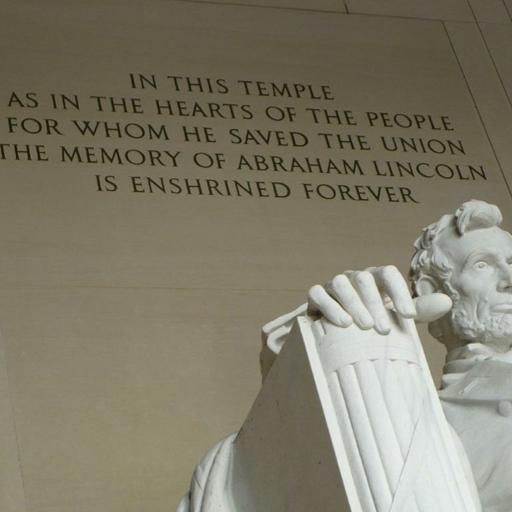 IN THIS TEMPLE
AS IN THE HEARTS OF THE PEOPLE
FOR WHOM HE SAVED THE UNION
THE MEMORY OF ABRAHAM LINCOLN
IS ENSHRINED FOREVER